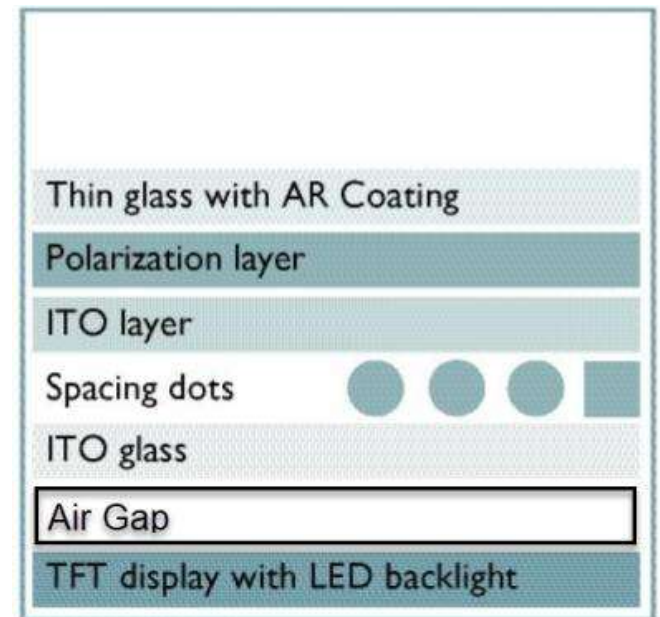 Thin glass with AR Coating
Polarization layer
ITO layer
Spacing dots
ITO glass
Air Gap
TFT display with LED backlight